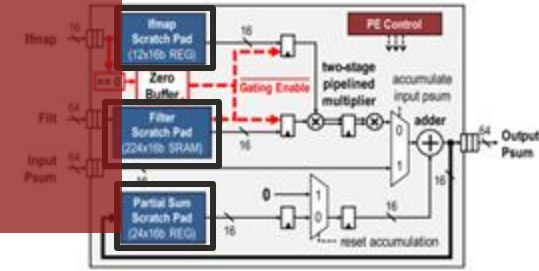 Ifmap
16
Ifmap
Scratch Pad
(12x16b REG)
16
PE Control
== 0
Zero
Buffer
Gating Enable
two-stage
pipelined
multiplier
accumulate
input psum
Filt
64
Filter
Scratch Pad
(224x16b SRAM)
16
adder
0
1
64
Output
Psum
Input
Psum
64
16
16
Partial Sum
Scratch Pad
(24x16b REG)
16
0
1
0
16
reset accumulation